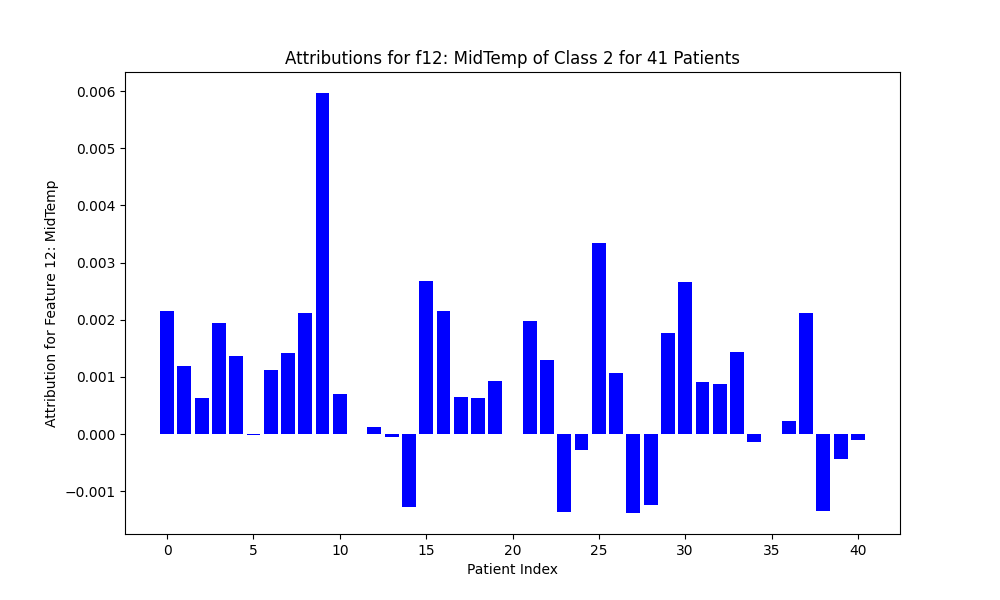 Attributions for f12: MidTemp of Class 2 for 41 Patients
Attribution for Feature 12: MidTemp
0.006
0.005
0.004
0.003
0.002
0.001
0.000
−0.001
0 5 10 15 20 25 30 35 40
Patient Index